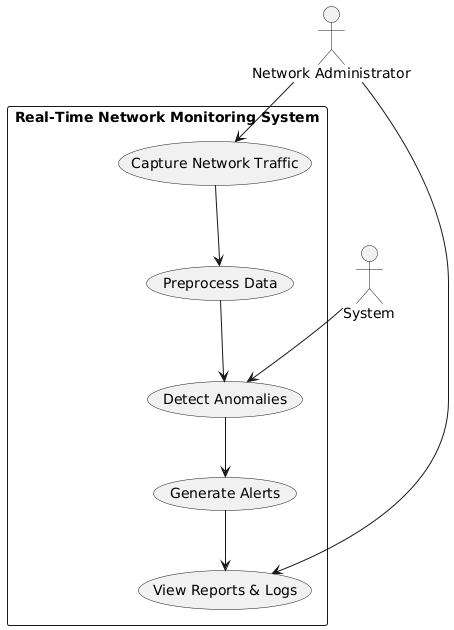 Network Administrator
Real-Time Network Monitoring System
Capture Network Traffic
Preprocess Data
System
Detect Anomalies
Generate Alerts
View Reports & Logs